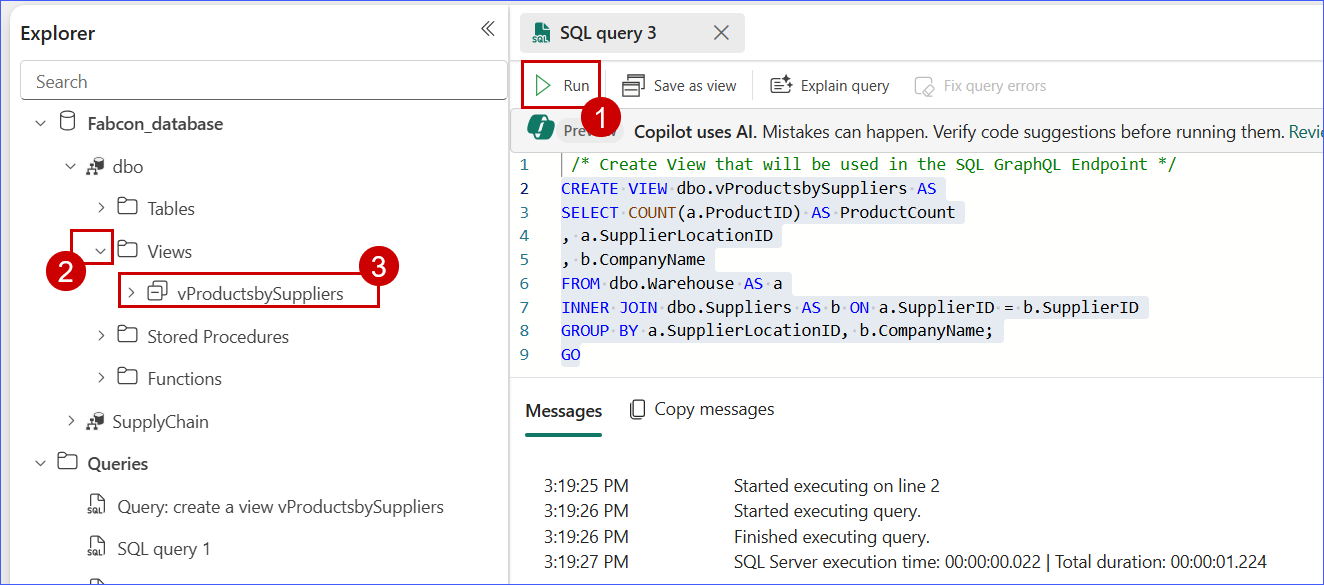 Explorer
Search
Fabcon_database
dbo
Tables
Views
2
3
vProductsbySuppliers
Stored Procedures
Functions
SupplyChain
Queries
Query: create a view vProductsbySuppliers
SQL
SQL query 1
SQL
SQL query 3
SQL
Run
1
Save as view
Explain query
Fix query errors
Copilot uses AI. Mistakes can happen. Verify code suggestions before running them.
1 /* Create View that will be used in the SQL GraphQL Endpoint */
2 CREATE VIEW dbo.vProductsbySuppliers AS
3 SELECT COUNT(a.ProductID) AS ProductCount
4 , a.SupplierLocationID
5 , b.CompanyName
6 FROM dbo.Warehouse AS a
7 INNER JOIN dbo.Suppliers AS b ON a.SupplierID = b.SupplierID
8 GROUP BY a.SupplierLocationID, b.CompanyName;
9 GO
Messages
Copy messages
3:19:25 PM Started executing on line 2
3:19:26 PM Started executing query.
3:19:26 PM Finished executing query.
3:19:27 PM SQL Server execution time: 00:00:00.022 | Total duration: 00:00:01.224